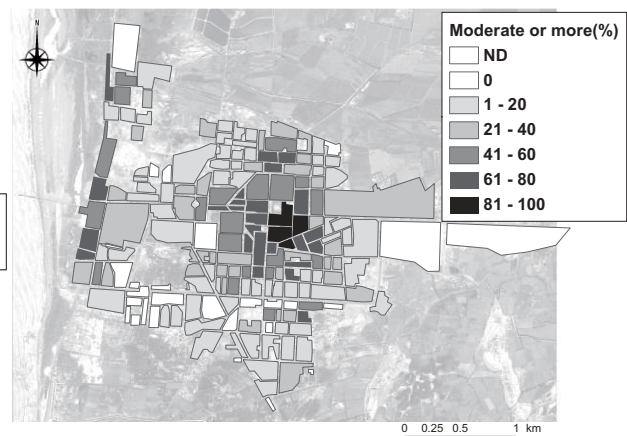 N
Moderate or more(%)
ND
0
1 - 20
21 - 40
41 - 60
61 - 80
81 - 100
0 0.25 0.5 1 km